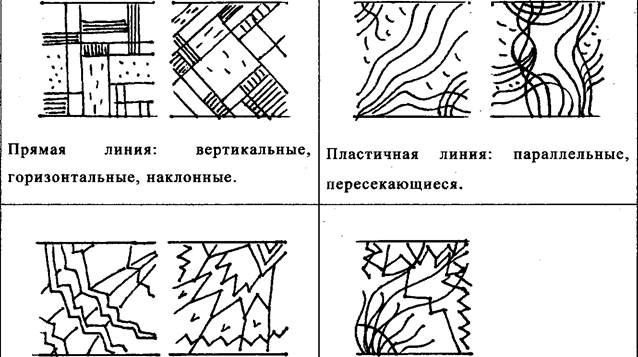 Прямая линия: вертикальные,
горизонтальные, наклонные.
Пластичная линия: параллельные,
пересекающиеся.